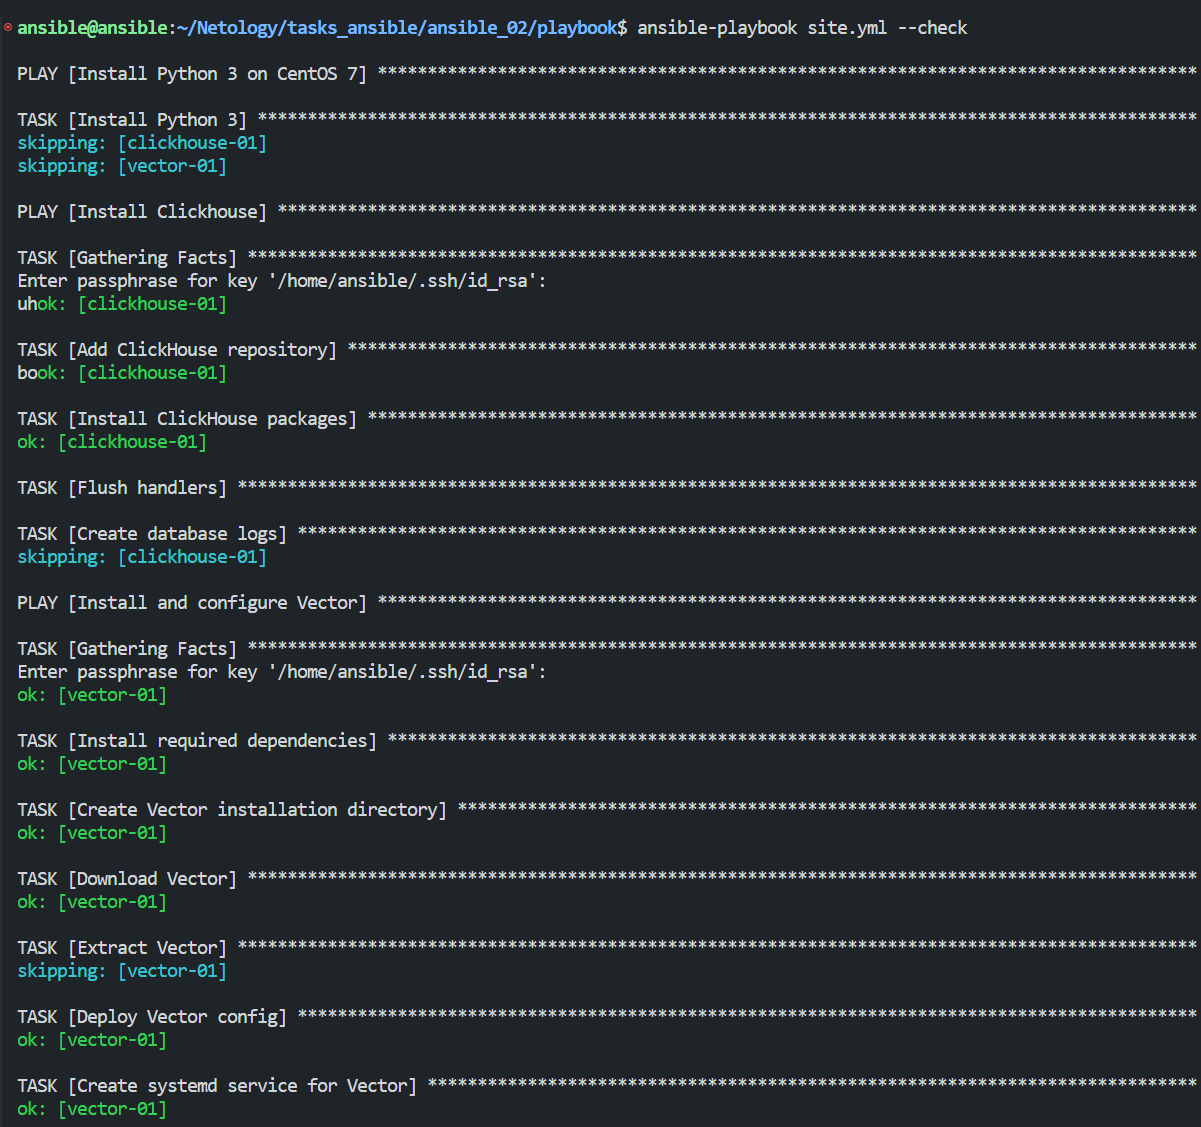 ansible@ansible:~/Netology/tasks_ansible/ansible_02/playbook$ ansible-playbook site.yml --check
PLAY [Install Python 3 on CentOS 7] **********************************************************************************
TASK [Install Python 3] **********************************************************************************************
skipping: [clickhouse-01]
skipping: [vector-01]
PLAY [Install Clickhouse] ********************************************************************************************
TASK [Gathering Facts] ***********************************************************************************************
Enter passphrase for key '/home/ansible/.ssh/id_rsa':
uhok: [clickhouse-01]
TASK [Add ClickHouse repository] *************************************************************************************
book: [clickhouse-01]
TASK [Install ClickHouse packages] ***********************************************************************************
ok: [clickhouse-01]
TASK [Flush handlers] ************************************************************************************************
TASK [Create database logs] ******************************************************************************************
skipping: [clickhouse-01]
PLAY [Install and configure Vector] **********************************************************************************
TASK [Gathering Facts] ***********************************************************************************************
Enter passphrase for key '/home/ansible/.ssh/id_rsa':
ok: [vector-01]
TASK [Install required dependencies] *********************************************************************************
ok: [vector-01]
TASK [Create Vector installation directory] **************************************************************************
ok: [vector-01]
TASK [Download Vector] ***********************************************************************************************
ok: [vector-01]
TASK [Extract Vector] ************************************************************************************************
skipping: [vector-01]
TASK [Deploy Vector config] ******************************************************************************************
ok: [vector-01]
TASK [Create systemd service for Vector] *****************************************************************************
ok: [vector-01]